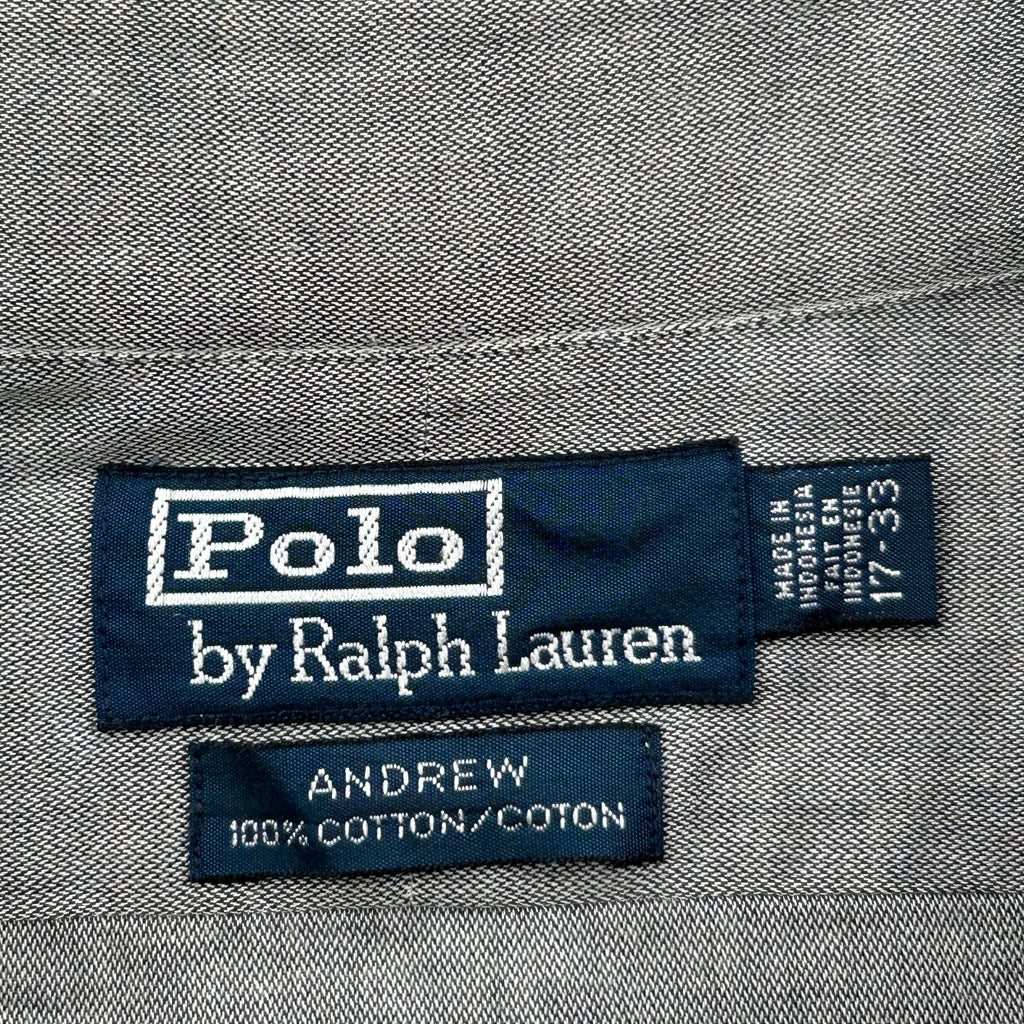 Polo
by Ralph Lauren
MADE IN
INDONESIA
FAIT EN
INDONESIE
17-33
ANDREW
100% COTTON/COTON